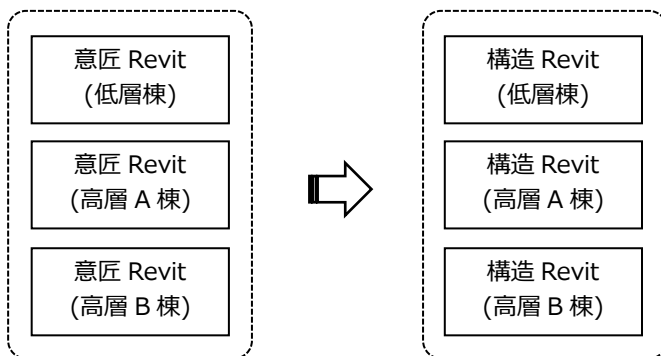 意匠 Revit
(低層棟)
意匠 Revit
(高層 A 棟)
意匠 Revit
(高層 B 棟)
構造 Revit
(低層棟)
構造 Revit
(高層 A 棟)
構造 Revit
(高層 B 棟)